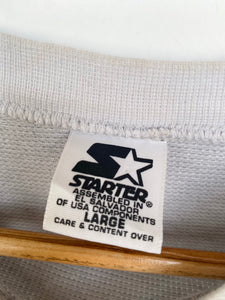 STARTER®
ASSEMBLED IN
EL SALVADOR
OF USA COMPONENTS
LARGE
CARE & CONTENT OVER